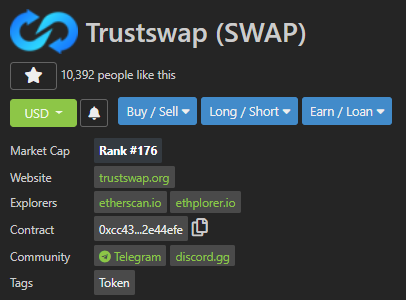 Trustswap (SWAP)
10,392 people like this
USD Buy / Sell Long / Short Earn / Loan
Market Cap Rank #176
Website trustswap.org
Explorers etherscan.io ethplorer.io
Contract 0xcc43...2e44efe
Community Telegram discord.gg
Tags Token